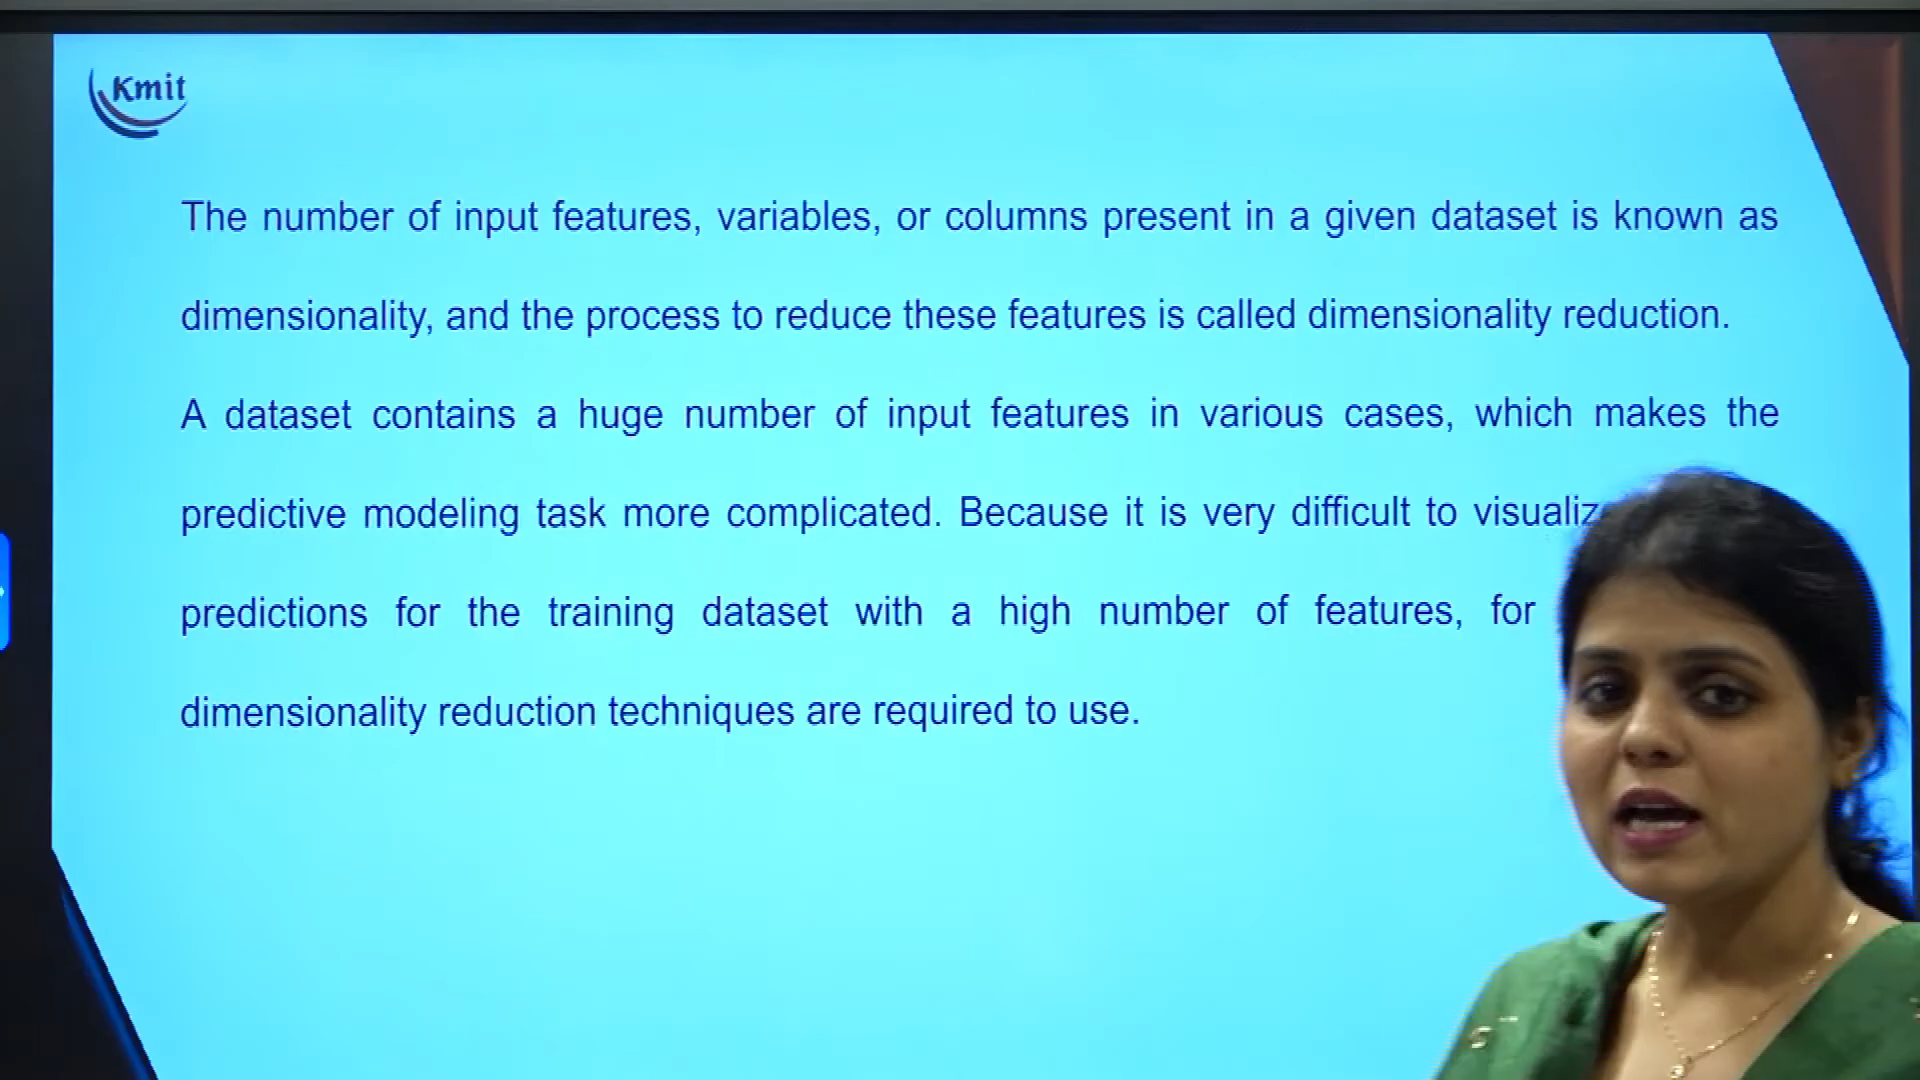 Kmit
The number of input features, variables, or columns present in a given dataset is known as
dimensionality, and the process to reduce these features is called dimensionality reduction.
A dataset contains a huge number of input features in various cases, which makes the
predictive modeling task more complicated. Because it is very difficult to visualiz
predictions for the training dataset with a high number of features, for
dimensionality reduction techniques are required to use.